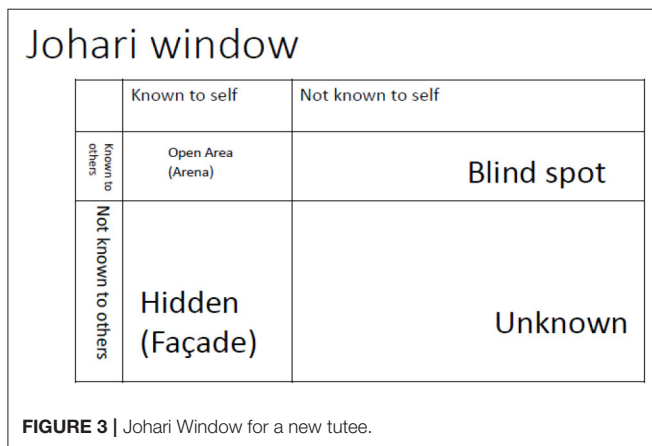 Johari window
Known to self
Not known to self
Known to
others
Open Area
(Arena)
Blind spot
Not known to others
Hidden
(Façade)
Unknown
FIGURE 3 | Johari Window for a new tutee.